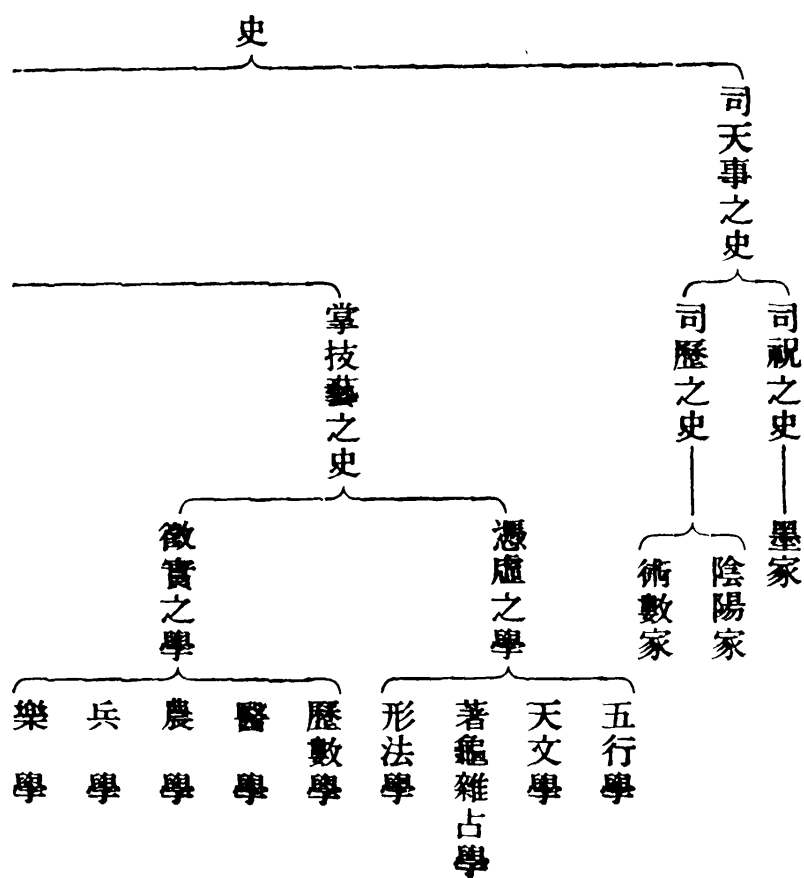 史
司天事之史
司祝之史
墨家
司歷之史
陰陽家
術數家
掌技藝之史
憑虛之學
五行學
天文學
蓍龜雜占學
形法學
徵實之學
歷數學
醫學
農學
兵學
樂學